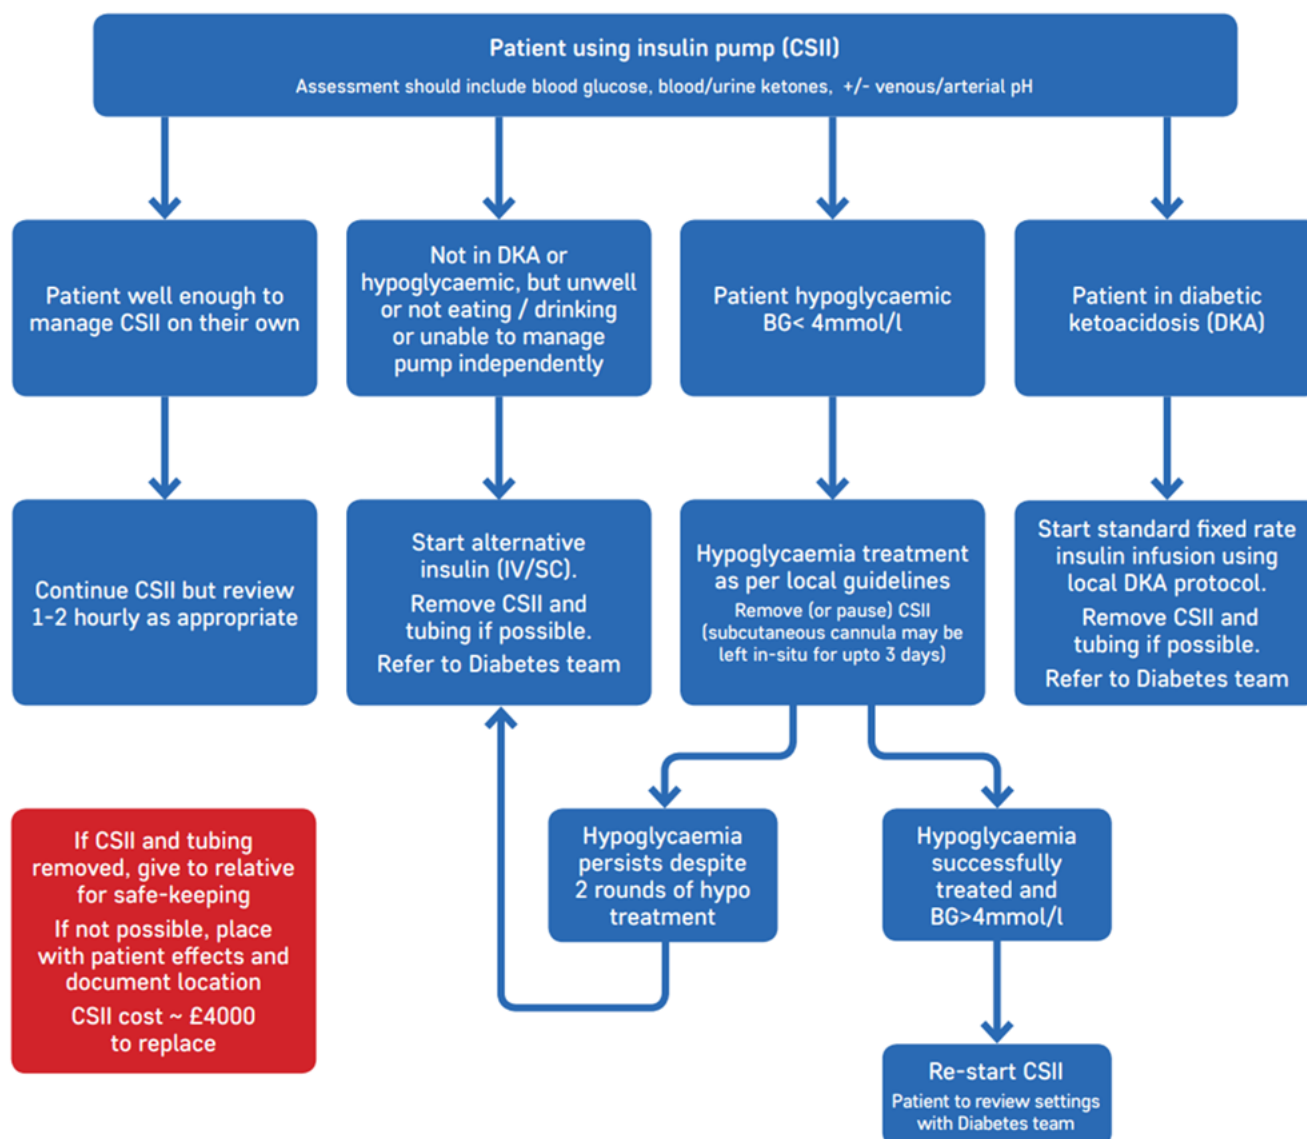 Patient using insulin pump (CSII)
Assessment should include blood glucose, blood/urine ketones, +/- venous/arterial pH
Patient well enough to
manage CSII on their own
Not in DKA or
hypoglycaemic, but unwell
or not eating / drinking
or unable to manage
pump independently
Patient hypoglycaemic
BG< 4mmol/l
Patient in diabetic
ketoacidosis (DKA)
Continue CSII but review
1-2 hourly as appropriate
Start alternative
insulin (IV/SC).
Remove CSII and
tubing if possible.
Refer to Diabetes team
Hypoglycaemia treatment
as per local guidelines
Remove (or pause) CSII
(subcutaneous cannula may be
left in-situ for upto 3 days)
Start standard fixed rate
insulin infusion using
local DKA protocol.
Remove CSII and
tubing if possible.
Refer to Diabetes team
If CSII and tubing
removed, give to relative
for safe-keeping
If not possible, place
with patient effects and
document location
CSII cost ~ £4000
to replace
Hypoglycaemia
persists despite
2 rounds of hypo
treatment
Hypoglycaemia
successfully
treated and
BG>4mmol/l
Re-start CSII
Patient to review settings
with Diabetes team